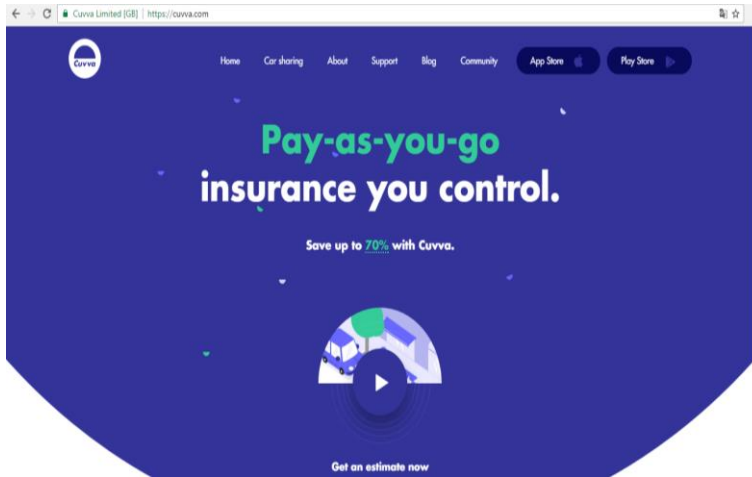 Cuvva Limited [GB] | https://cuvva.com
cuvva
Home Car sharing About Support Blog Community App Store Play Store
Pay-as-you-go
insurance you control.
Save up to 70% with Cuvva.
Get an estimate now